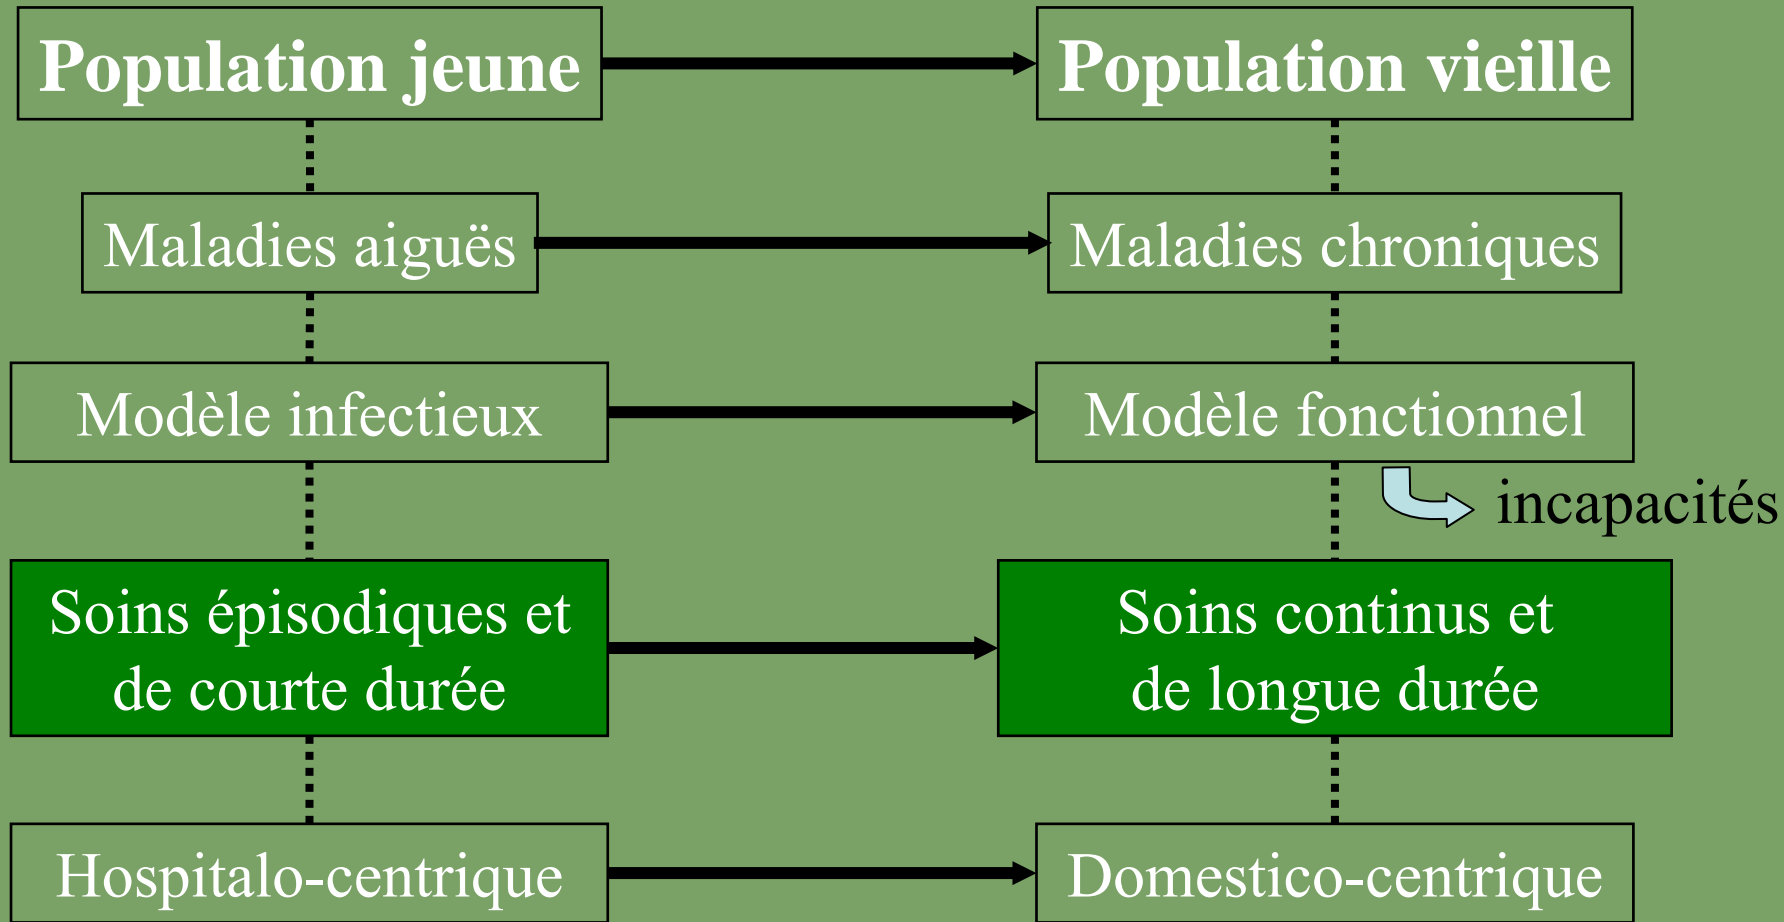 Population jeune
Population vieille
Maladies aiguës
Maladies chroniques
Modèle infectieux
Modèle fonctionnel
incapacités
Soins épisodiques et
de courte durée
Soins continus et
de longue durée
Hospitalo-centrique
Domestico-centrique